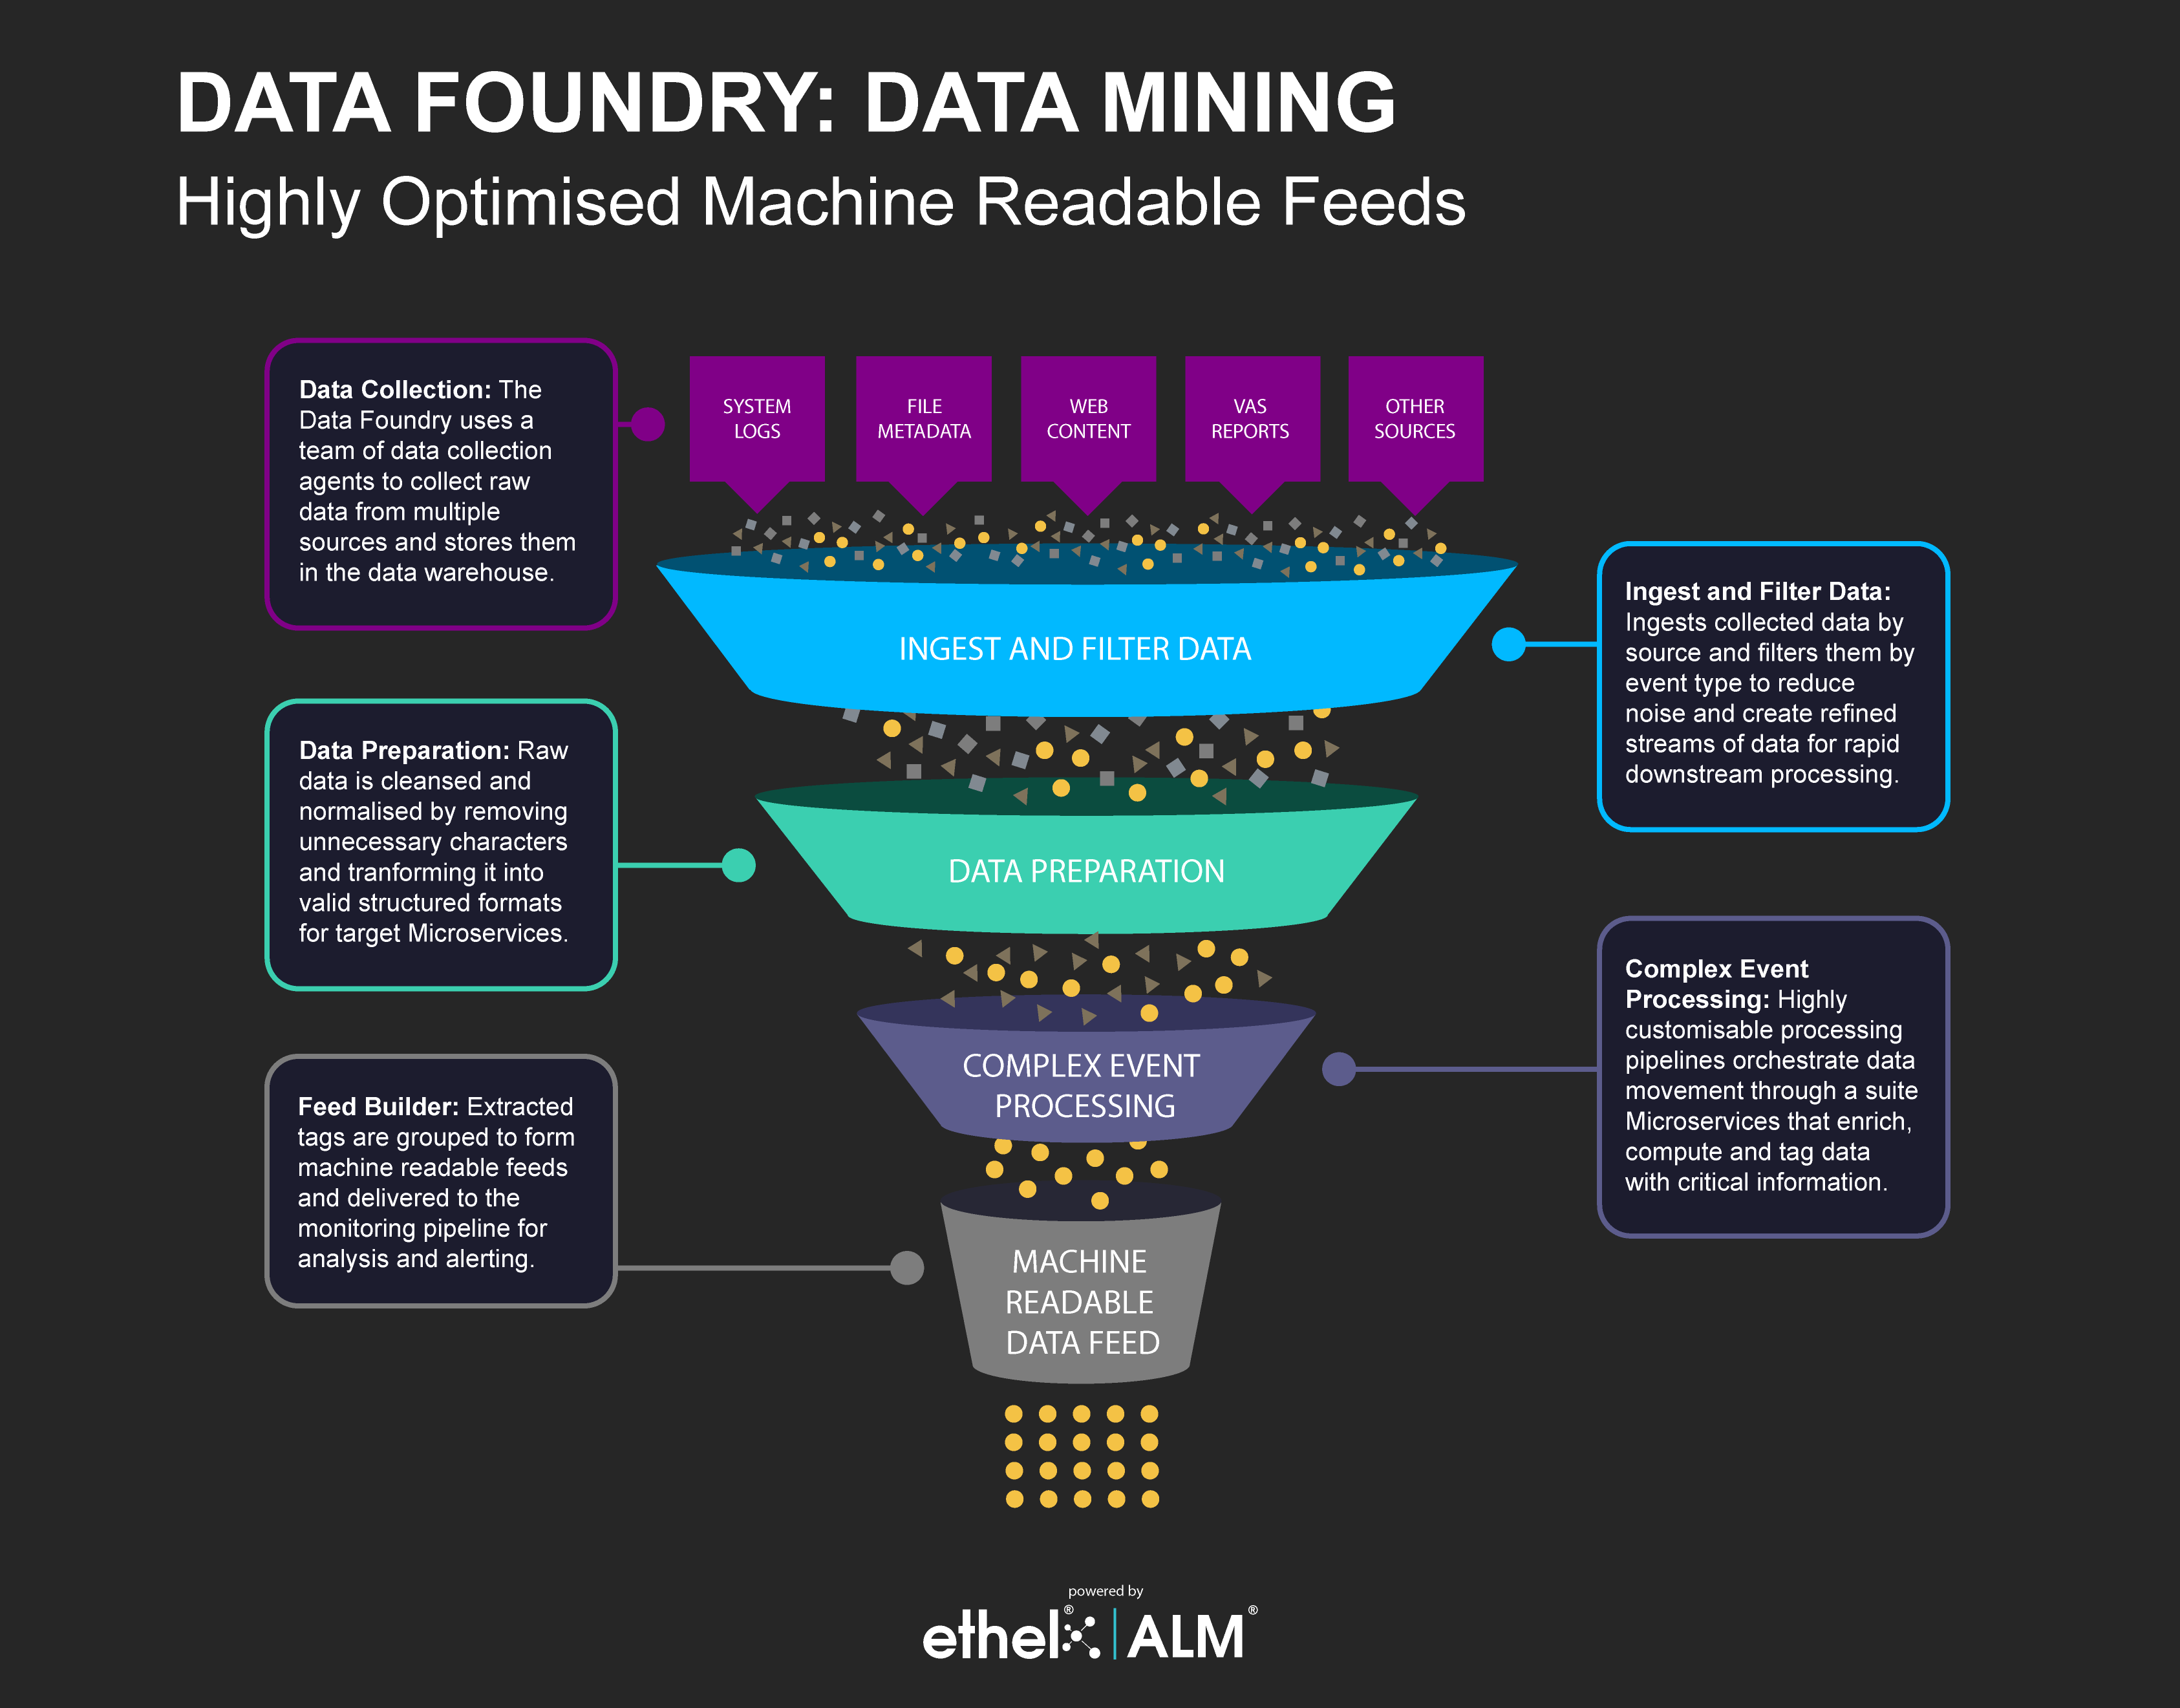 DATA FOUNDRY: DATA MINING
Highly Optimised Machine Readable Feeds
Data Collection: The
Data Foundry uses a
team of data collection
agents to collect raw
data from multiple
sources and stores them
in the data warehouse.
SYSTEM
LOGS
FILE
METADATA
WEB
CONTENT
VAS
REPORTS
OTHER
SOURCES
INGEST AND FILTER DATA
Ingest and Filter Data:
Ingests collected data by
source and filters them by
event type to reduce
noise and create refined
streams of data for rapid
downstream processing.
Data Preparation: Raw
data is cleansed and
normalised by removing
unnecessary characters
and tranforming it into
valid structured formats
for target Microservices.
DATA PREPARATION
COMPLEX EVENT
PROCESSING
Complex Event
Processing: Highly
customisable processing
pipelines orchestrate data
movement through a suite
Microservices that enrich,
compute and tag data
with critical information.
Feed Builder: Extracted
tags are grouped to form
machine readable feeds
and delivered to the
monitoring pipeline for
analysis and alerting.
MACHINE
READABLE
DATA FEED
powered by
ethel® | ALM®